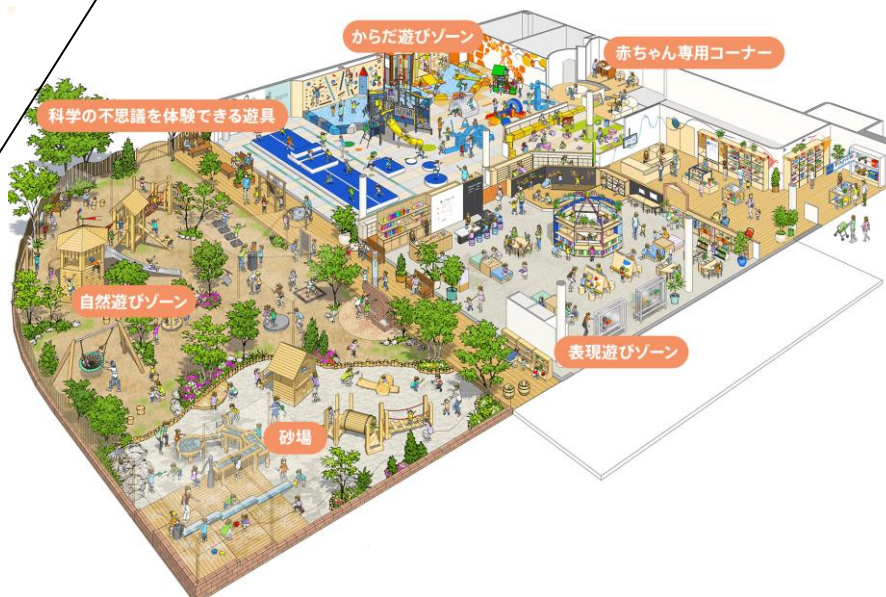 からだ遊びゾーン
赤ちゃん専用コーナー
科学の不思議を体験できる遊具
自然遊びゾーン
表現遊びゾーン
砂場